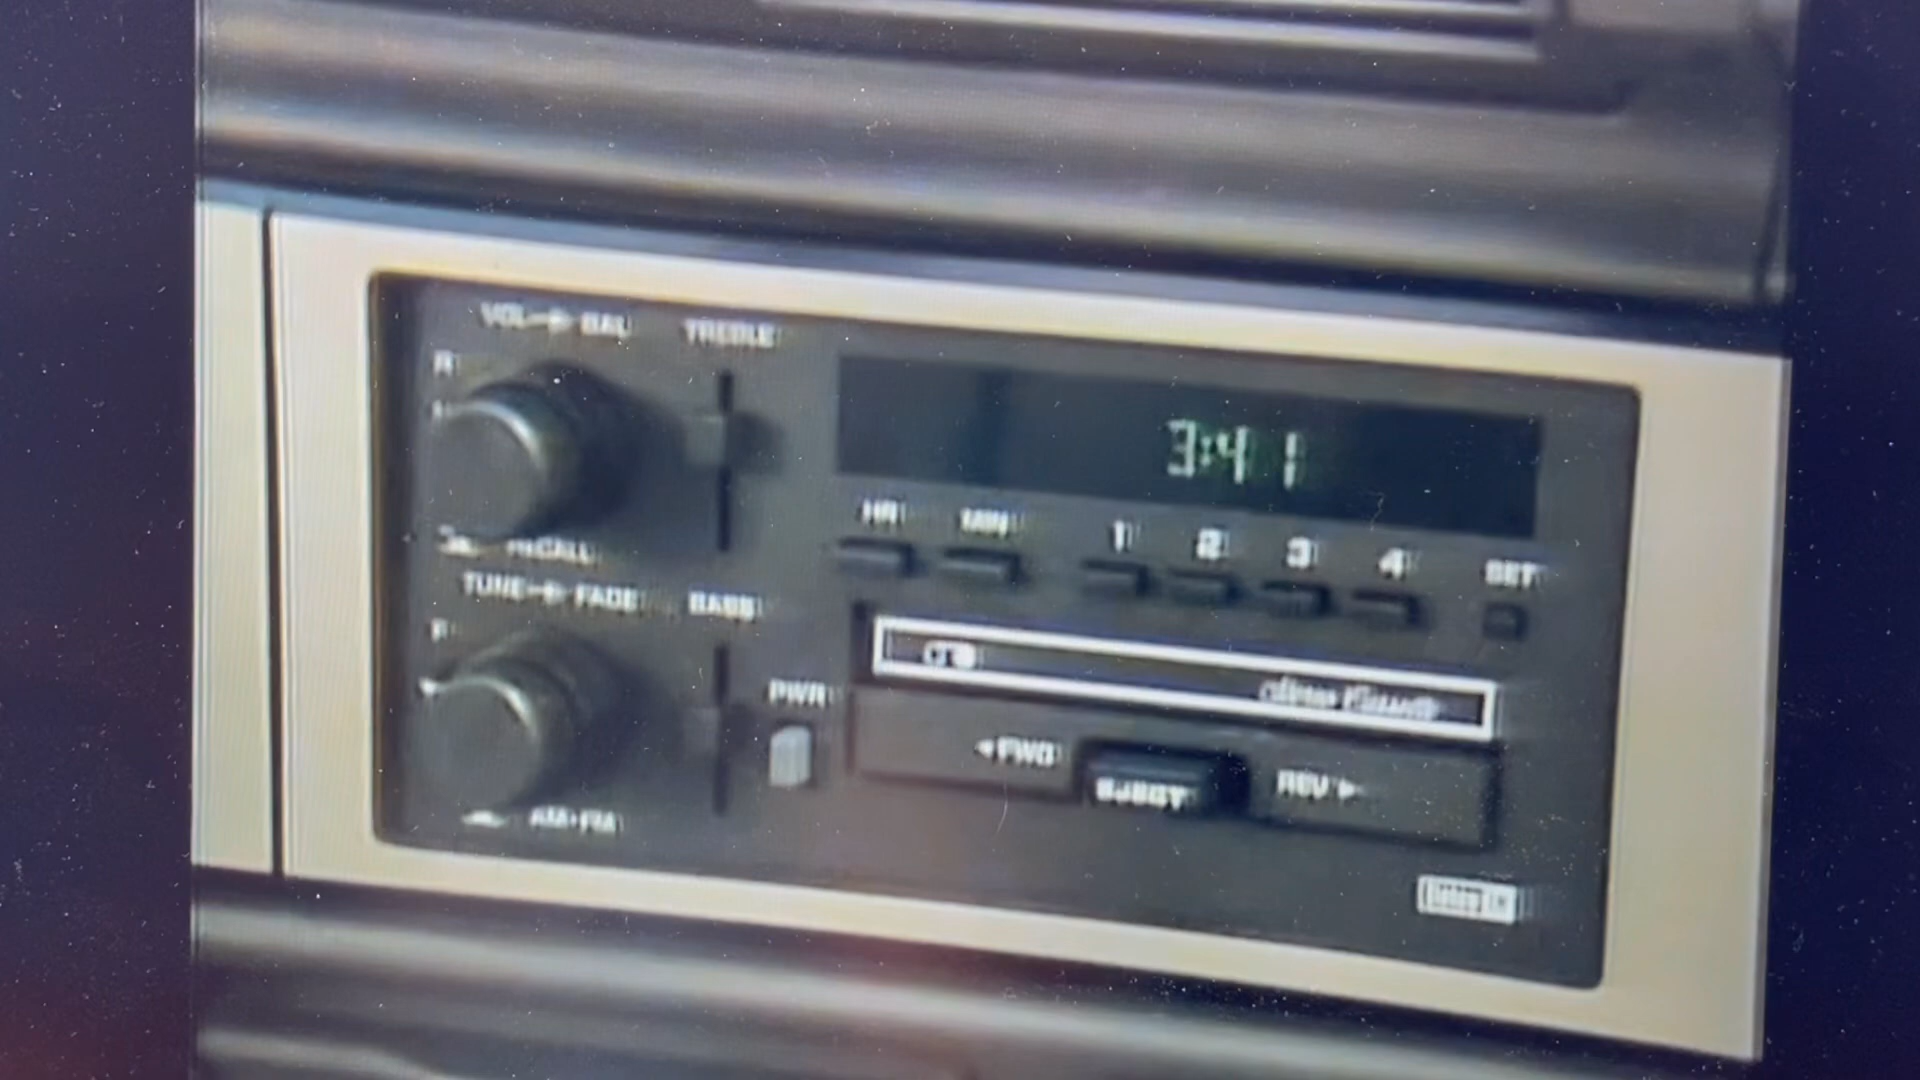 VOL BAL TREBLE
R
3:41
HR MIN 1 2 3 4 SET
RECALL
TUNE FADE BASS
F
PWR
◀FWD EJECT REV▶
AM•FM